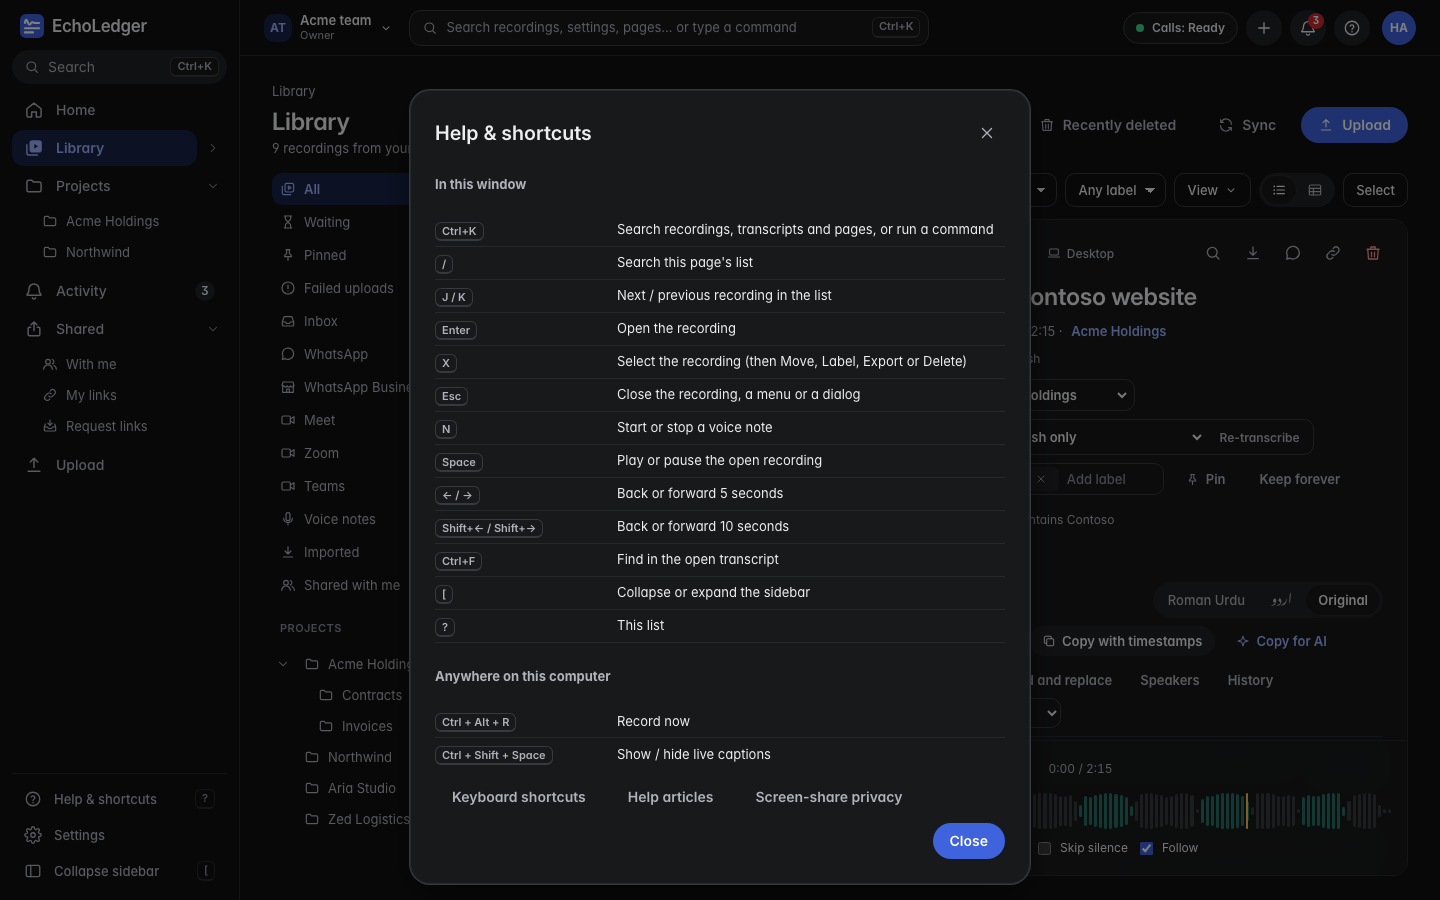 EchoLedger
AT
Acme team
Owner
Search recordings, settings, pages... or type a command
Ctrl+K
Calls: Ready
3
HA
Search
Ctrl+K
Home
Library
Projects
Acme Holdings
Northwind
Activity
3
Shared
With me
My links
Request links
Upload
Help & shortcuts
?
Settings
Collapse sidebar
[
Library
Library
9 recordings from your
Recently deleted
Sync
Upload
All
Waiting
Pinned
Failed uploads
Inbox
WhatsApp
WhatsApp Busine
Meet
Zoom
Teams
Voice notes
Imported
Shared with me
PROJECTS
Acme Holding
Contracts
Invoices
Northwind
Aria Studio
Zed Logistics
Help & shortcuts
In this window
Ctrl+K Search recordings, transcripts and pages, or run a command
/ Search this page's list
J / K Next / previous recording in the list
Enter Open the recording
X Select the recording (then Move, Label, Export or Delete)
Esc Close the recording, a menu or a dialog
N Start or stop a voice note
Space Play or pause the open recording
← / → Back or forward 5 seconds
Shift+← / Shift+→ Back or forward 10 seconds
Ctrl+F Find in the open transcript
[ Collapse or expand the sidebar
? This list
Anywhere on this computer
Ctrl + Alt + R Record now
Ctrl + Shift + Space Show / hide live captions
Keyboard shortcuts Help articles Screen-share privacy
Close
Any label
View
Select
Desktop
ontoso website
2:15 · Acme Holdings
sh
oldings
sh only
Re-transcribe
× Add label
Pin
Keep forever
ntains Contoso
Roman Urdu اردو Original
Copy with timestamps
Copy for AI
d and replace Speakers History
0:00 / 2:15
Skip silence Follow